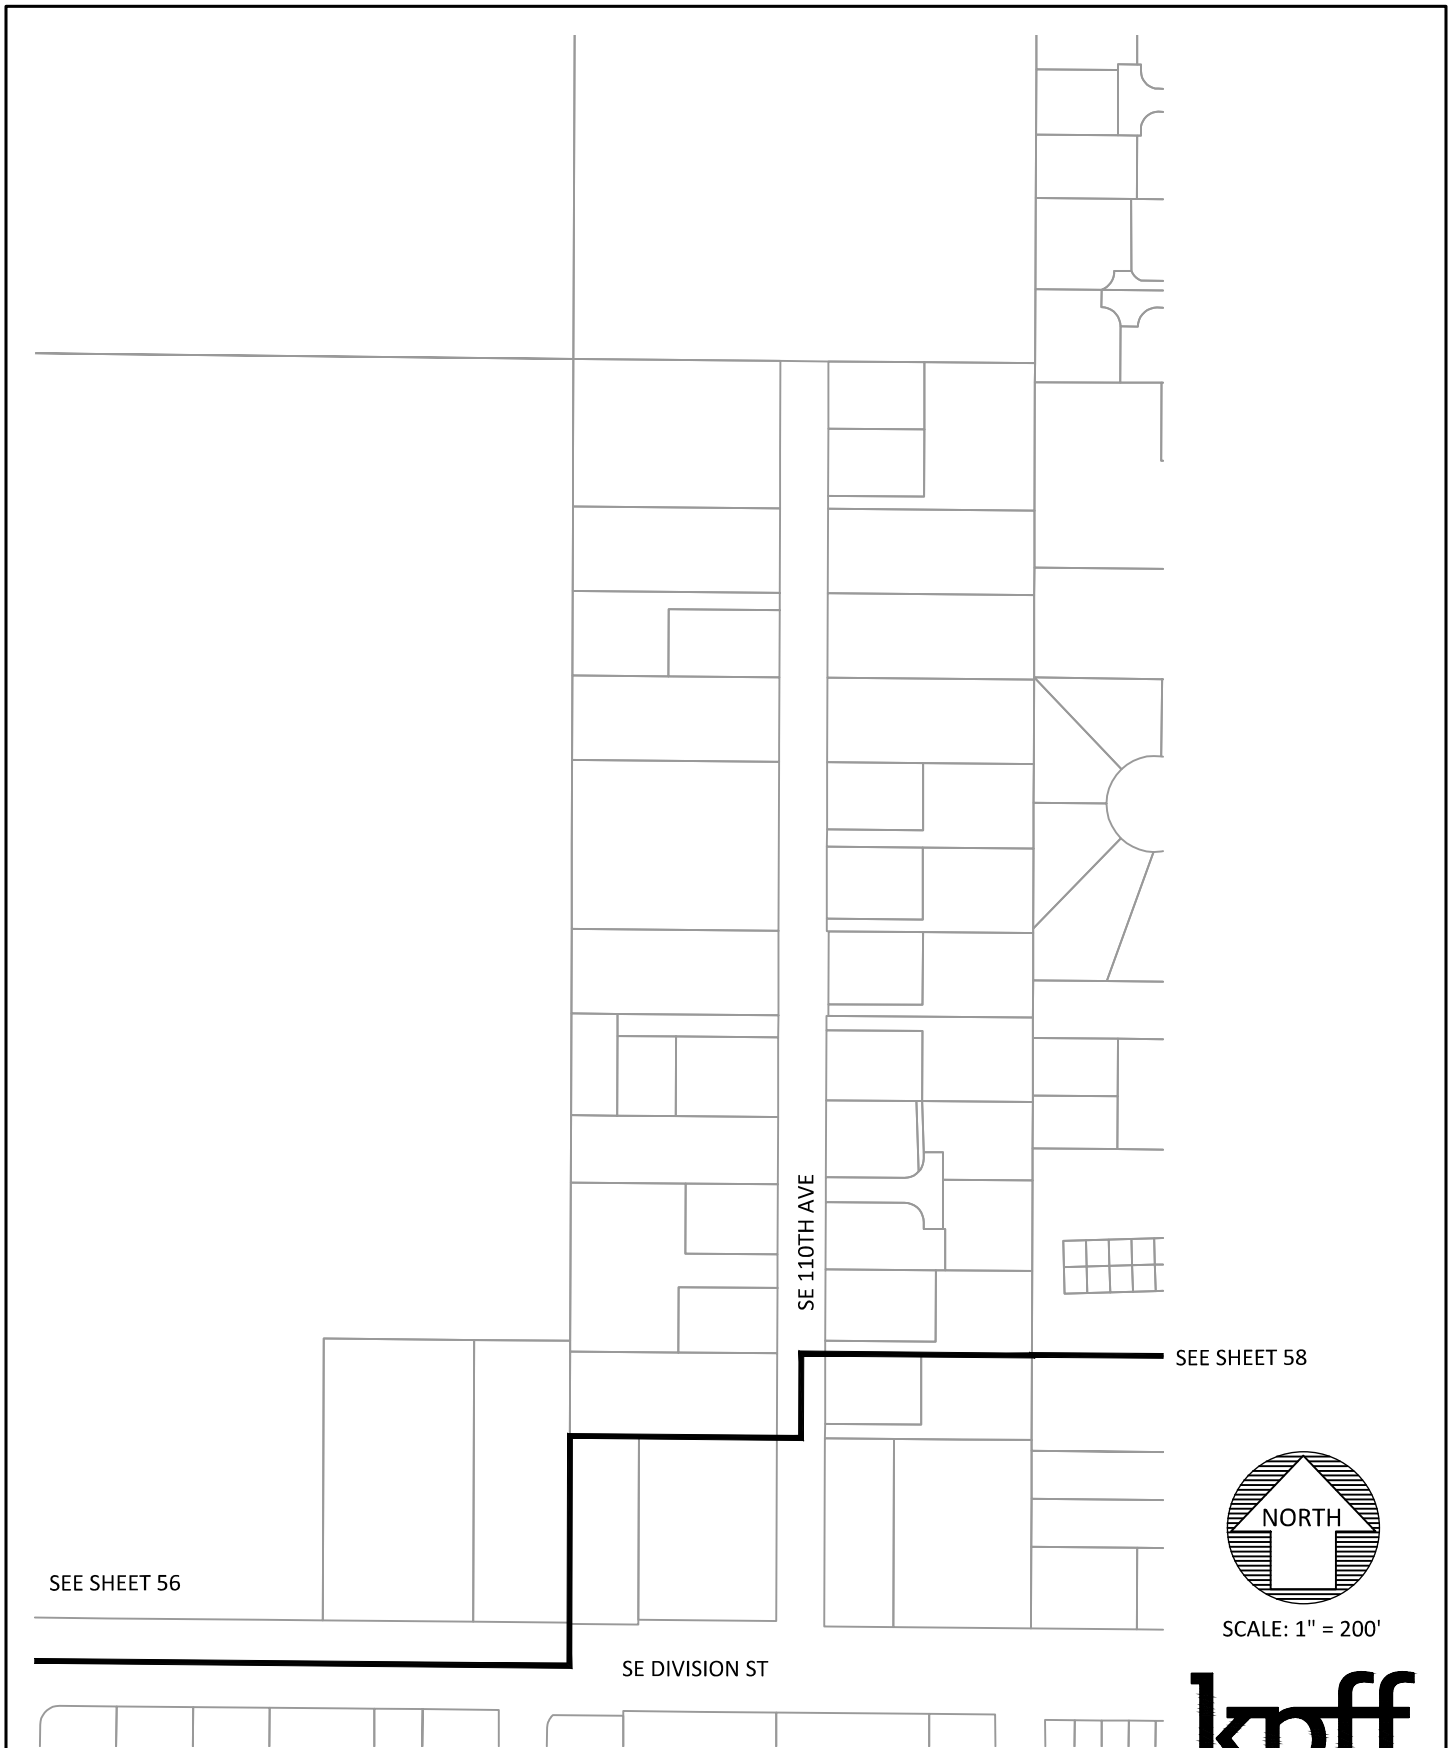 SE 110TH AVE
SEE SHEET 58
NORTH
SEE SHEET 56
SCALE: 1" = 200'
SE DIVISION ST
kpff